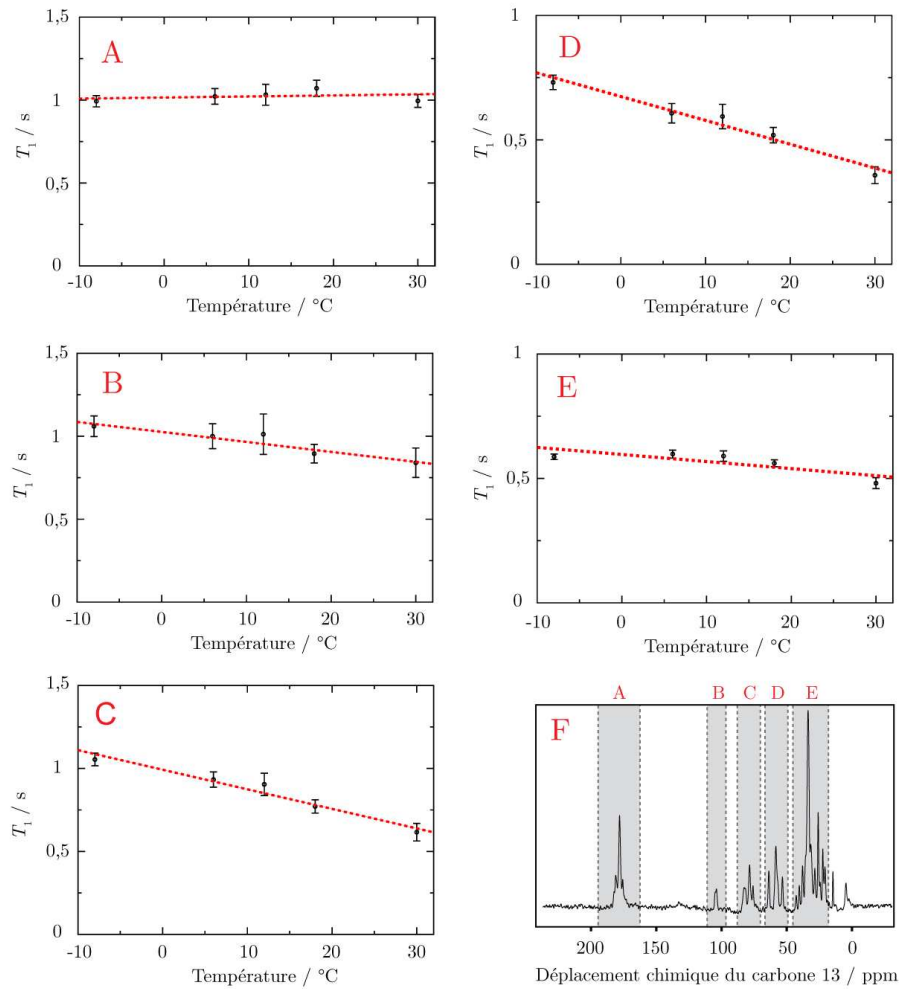 A
1,5
1
0,5
0
T1 / s
-10 0 10 20 30
Température / °C
D
1
0,5
0
T1 / s
-10 0 10 20 30
Température / °C
B
1,5
1
0,5
0
T1 / s
-10 0 10 20 30
Température / °C
E
1
0,5
0
T1 / s
-10 0 10 20 30
Température / °C
C
1,5
1
0,5
0
T1 / s
-10 0 10 20 30
Température / °C
A B C D E
F
200 150 100 50 0
Déplacement chimique du carbone 13 / ppm